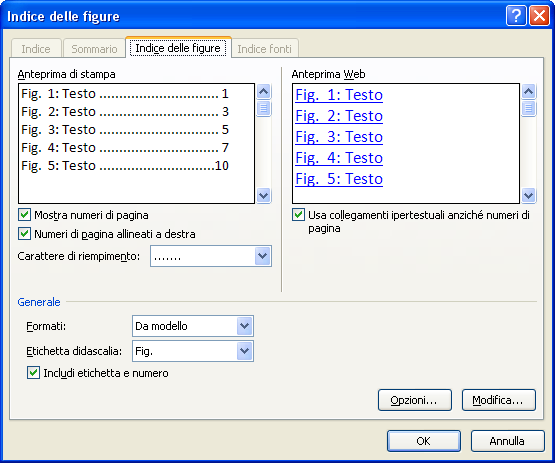 Indice delle figure
Indice Sommario Indice delle figure Indice fonti
Anteprima di stampa
Fig. 1: Testo ................................ 1
Fig. 2: Testo ................................ 3
Fig. 3: Testo ................................ 5
Fig. 4: Testo ................................ 7
Fig. 5: Testo ..............................10
Mostra numeri di pagina
Numeri di pagina allineati a destra
Carattere di riempimento: .......
Anteprima Web
Fig. 1: Testo
Fig. 2: Testo
Fig. 3: Testo
Fig. 4: Testo
Fig. 5: Testo
Usa collegamenti ipertestuali anziché numeri di
pagina
Generale
Formati: Da modello
Etichetta didascalia: Fig.
Includi etichetta e numero
Opzioni... Modifica...
OK Annulla